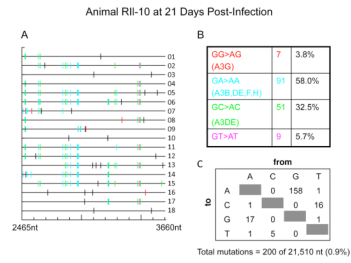 Animal RII-10 at 21 Days Post-Infection
A
01
02
03
04
05
06
07
08
09
10
11
12
13
14
15
16
17
18
2465nt 3660nt
B
GG>AG 7 3.8%
(A3G)
GA>AA 91 58.0%
(A3B,DE,F,H)
GC>AC 51 32.5%
(A3DE)
GT>AT 9 5.7%
C
from
A C G T
to
A 0 158 1
C 1 0 16
G 17 0 1
T 1 5 0
Total mutations = 200 of 21,510 nt (0.9%)